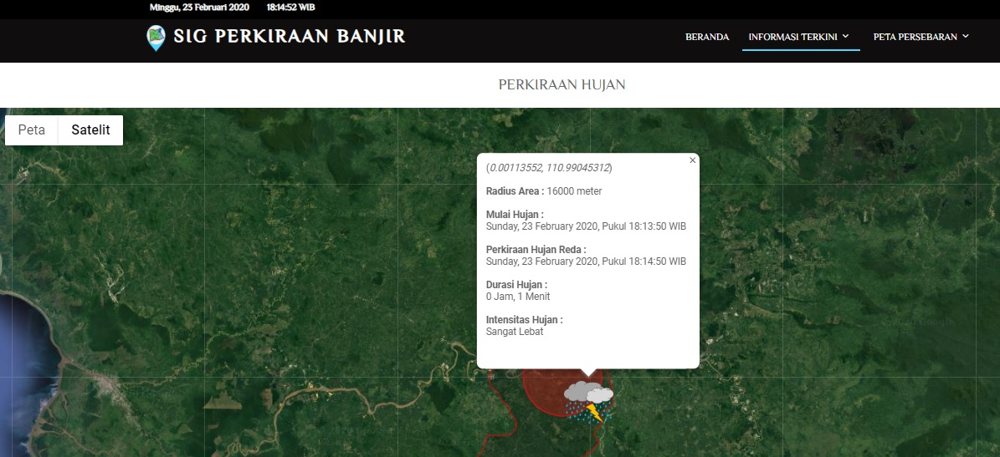 Minggu, 23 Februari 2020 18:14:52 WIB
SIG PERKIRAAN BANJIR
BERANDA INFORMASI TERKINI PETA PERSEBARAN
PERKIRAAN HUJAN
Peta Satelit
(0.00113552, 110.99045312)
Radius Area : 16000 meter
Mulai Hujan :
Sunday, 23 February 2020, Pukul 18:13:50 WIB
Perkiraan Hujan Reda :
Sunday, 23 February 2020, Pukul 18:14:50 WIB
Durasi Hujan :
0 Jam, 1 Menit
Intensitas Hujan :
Sangat Lebat
Google